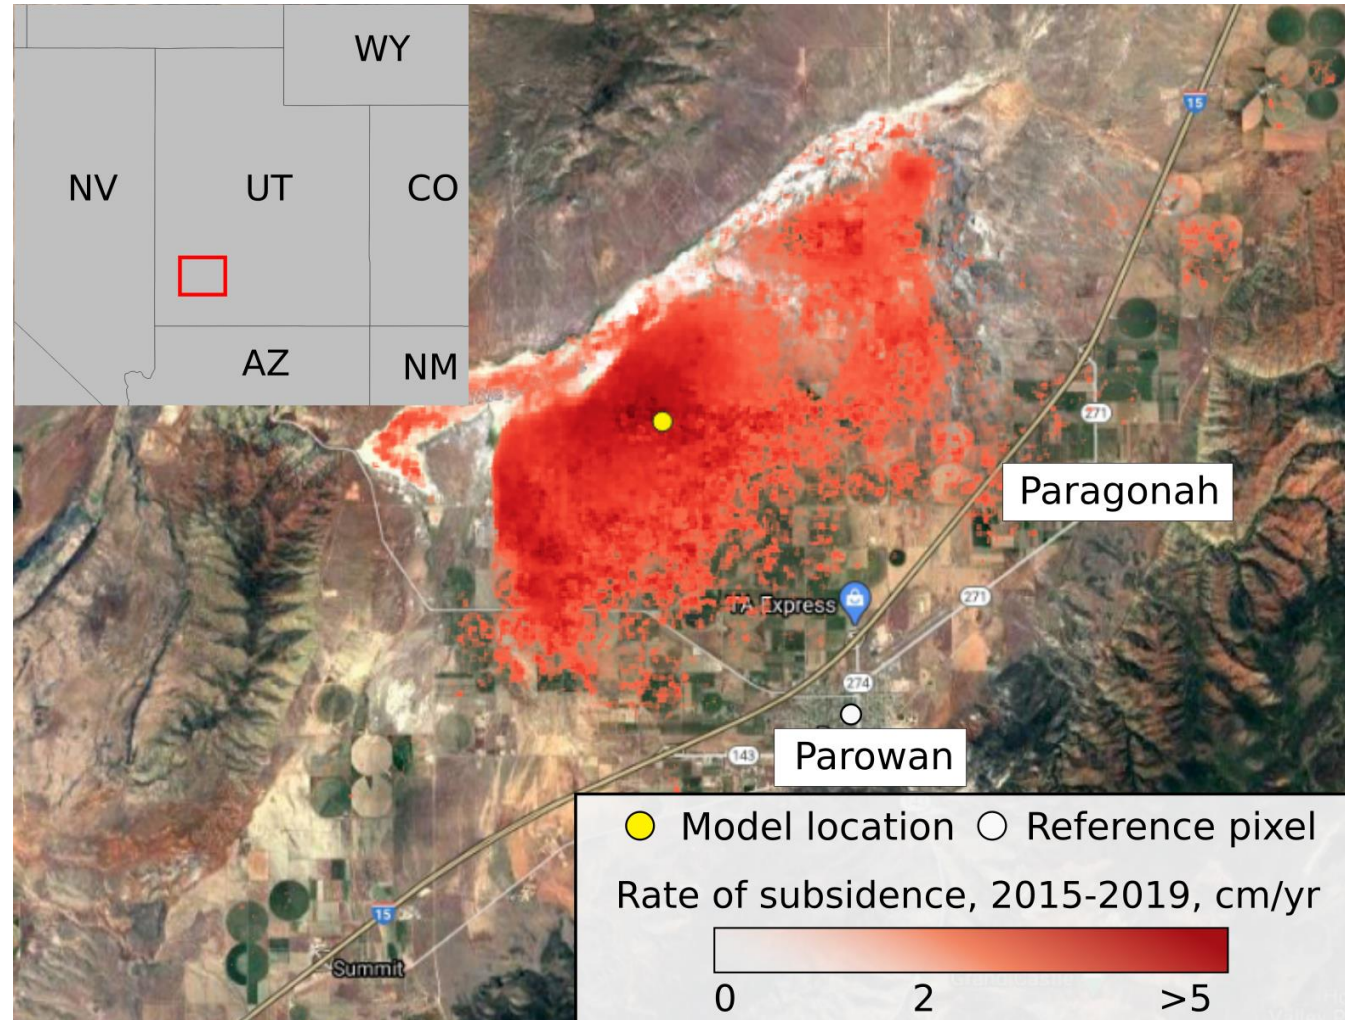 WY
NV
UT
CO
AZ
NM
15
271
Paragonah
TA Express
271
274
Parowan
143
15
Summit
Model location
Reference pixel
Rate of subsidence, 2015-2019, cm/yr
0
2
>5